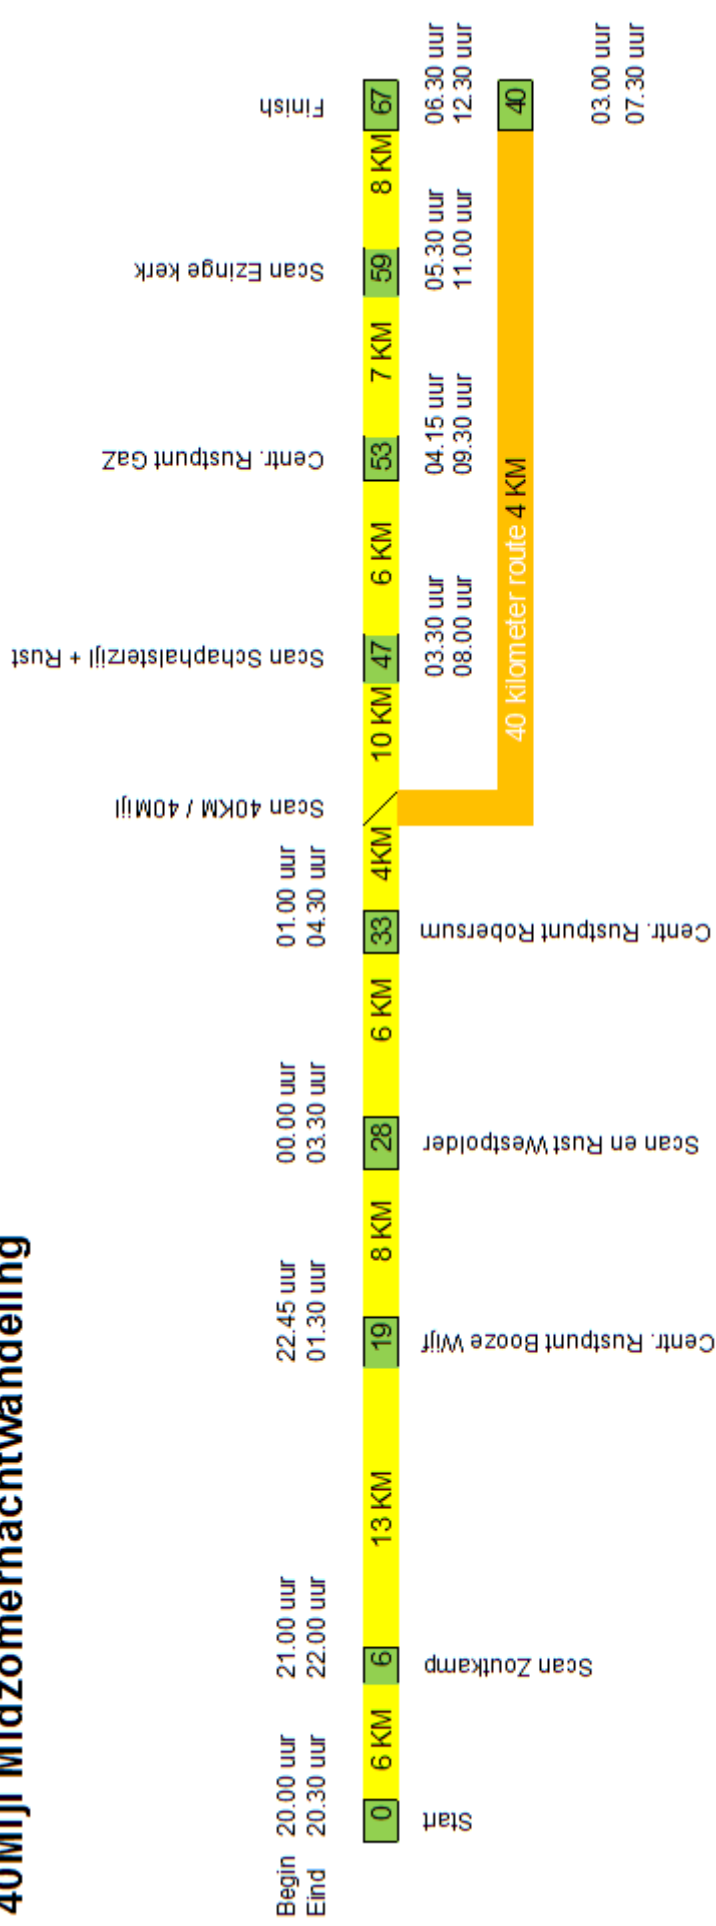 40Mijl Midzomernachtwandeling
Begin 20.00 uur 21.00 uur 22.45 uur 00.00 uur 01.00 uur
Eind 20.30 uur 22.00 uur 01.30 uur 03.30 uur 04.30 uur
Scan 40KM / 40Mijl
Scan Schaphalsterzijl + Rust
Centr. Rustpunt GaZ
Scan Ezinge kerk
Finish
0 6 KM 6 13 KM 19 8 KM 28 6 KM 33 4KM 10 KM 47 6 KM 53 7 KM 59 8 KM 67
Start
Scan Zoutkamp
Centr. Rustpunt Booze Wijf
Scan en Rust Westpolder
Centr. Rustpunt Robersum
03.30 uur 04.15 uur 05.30 uur 06.30 uur
08.00 uur 09.30 uur 11.00 uur 12.30 uur
40 kilometer route 4 KM 40
03.00 uur
07.30 uur